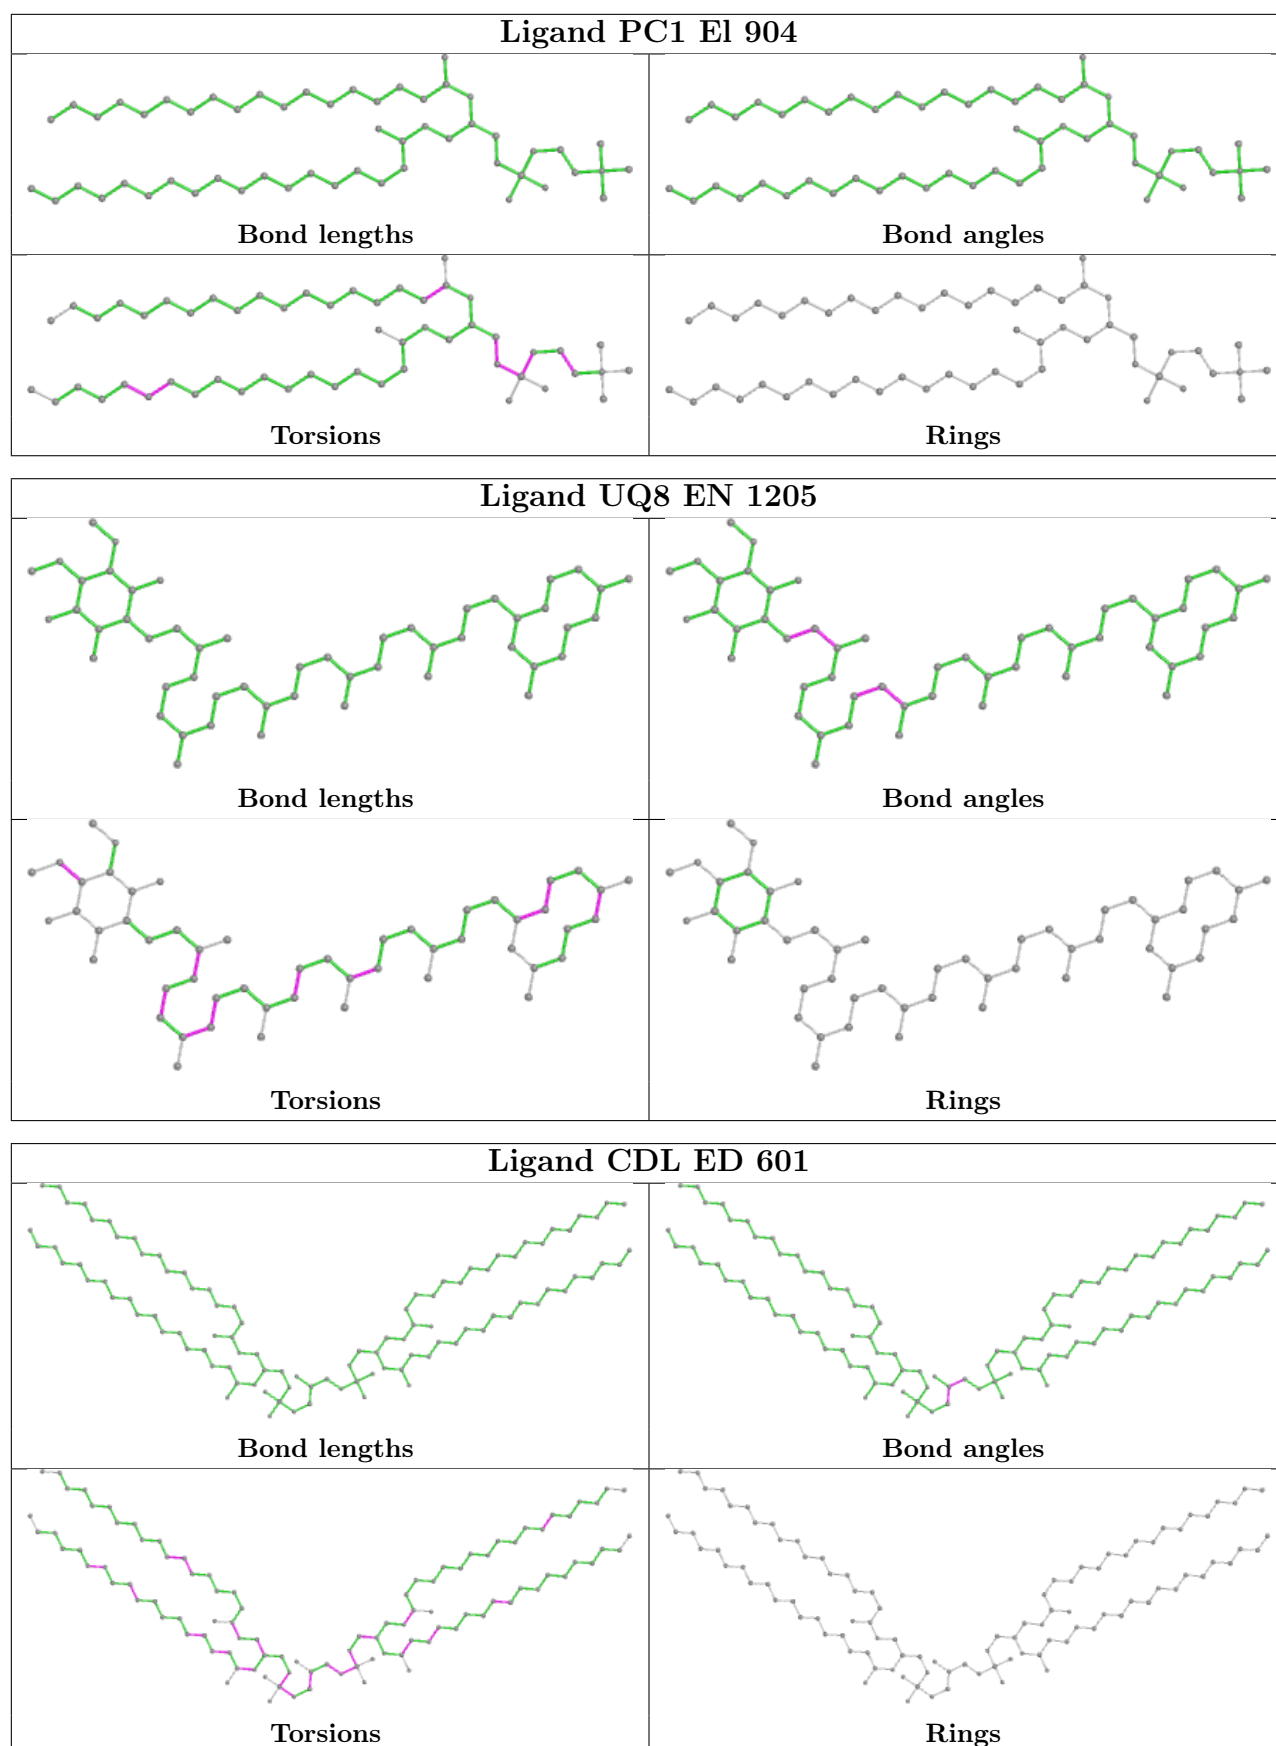 Ligand PC1 El 904
Bond lengths
Bond angles
Torsions
Rings
Ligand UQ8 EN 1205
Bond lengths
Bond angles
Torsions
Rings
Ligand CDL ED 601
Bond lengths
Bond angles
Torsions
Rings